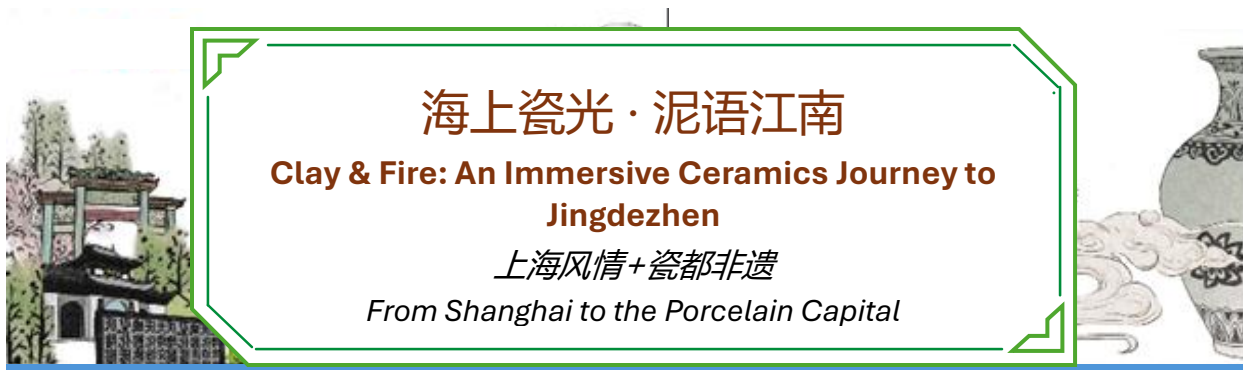 海上瓷光 · 泥语江南
Clay & Fire: An Immersive Ceramics Journey to
Jingdezhen
上海风情+瓷都非遗
From Shanghai to the Porcelain Capital